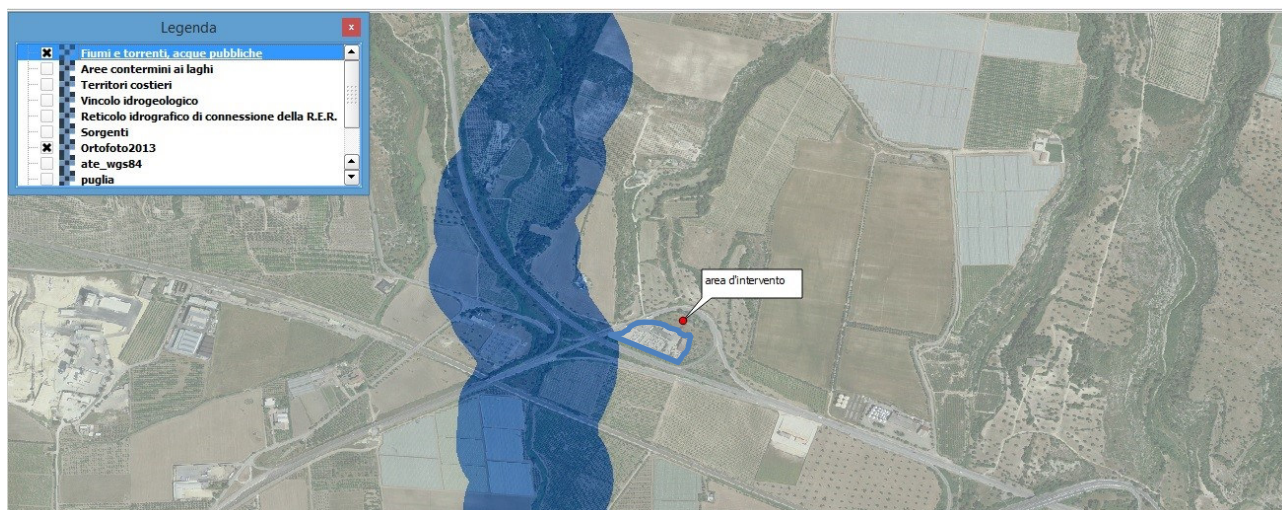 Legenda
x
Fiumi e torrenti, acque pubbliche
Aree contermini ai laghi
Territori costieri
Vincolo idrogeologico
Reticolo idrografico di connessione della R.E.R.
Sorgenti
Ortofoto2013
ate_wgs84
puglia
area d'intervento